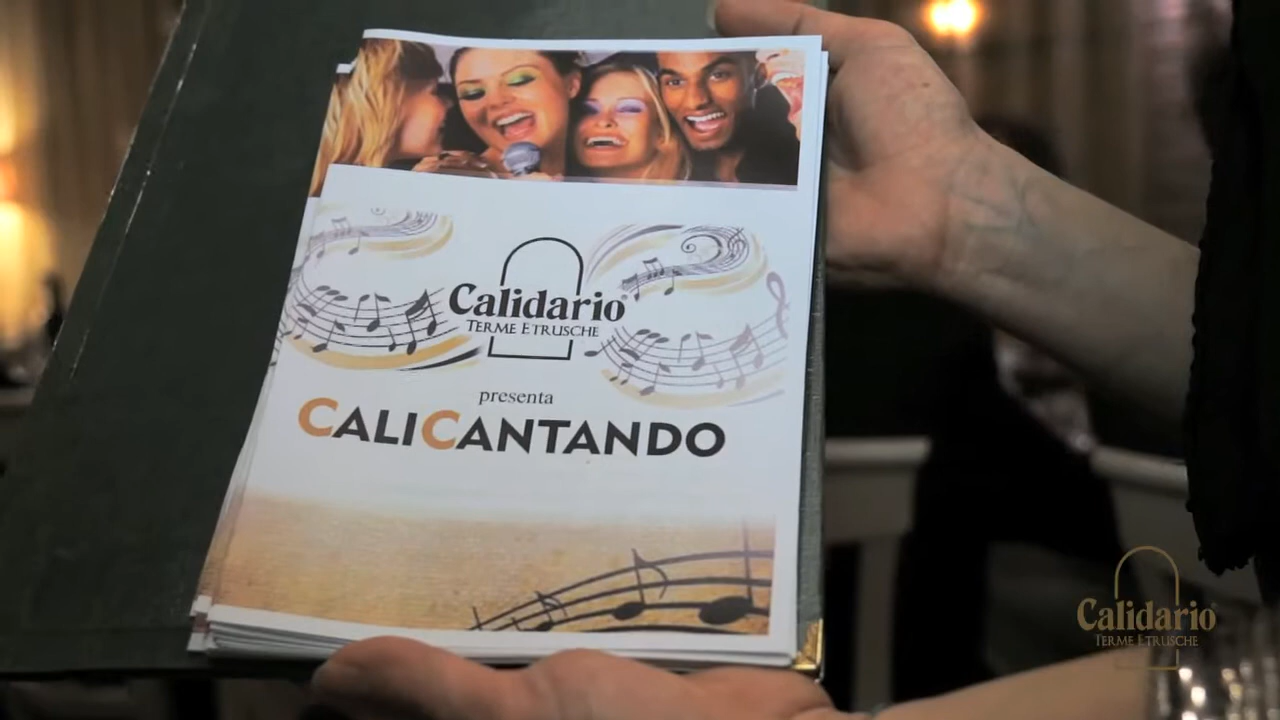 Calidario
TERME ETRUSCHE
presenta
CALICANTANDO
Calidario
TERME ETRUSCHE